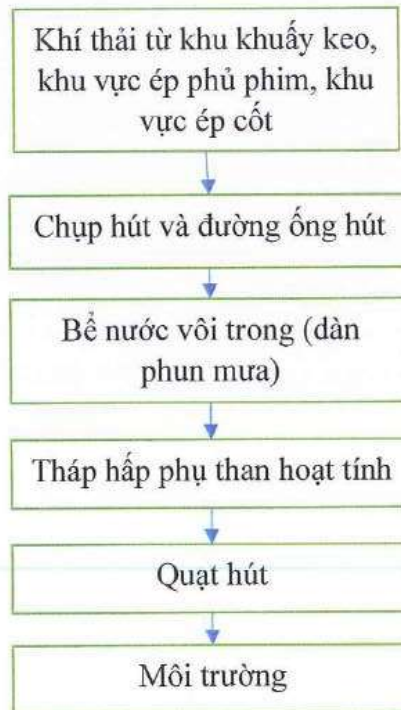 Khí thải từ khu khuấy keo,
khu vực ép phủ phim, khu
vực ép cốt
Chụp hút và đường ống hút
Bể nước vôi trong (dàn
phun mưa)
Tháp hấp phụ than hoạt tính
Quạt hút
Môi trường